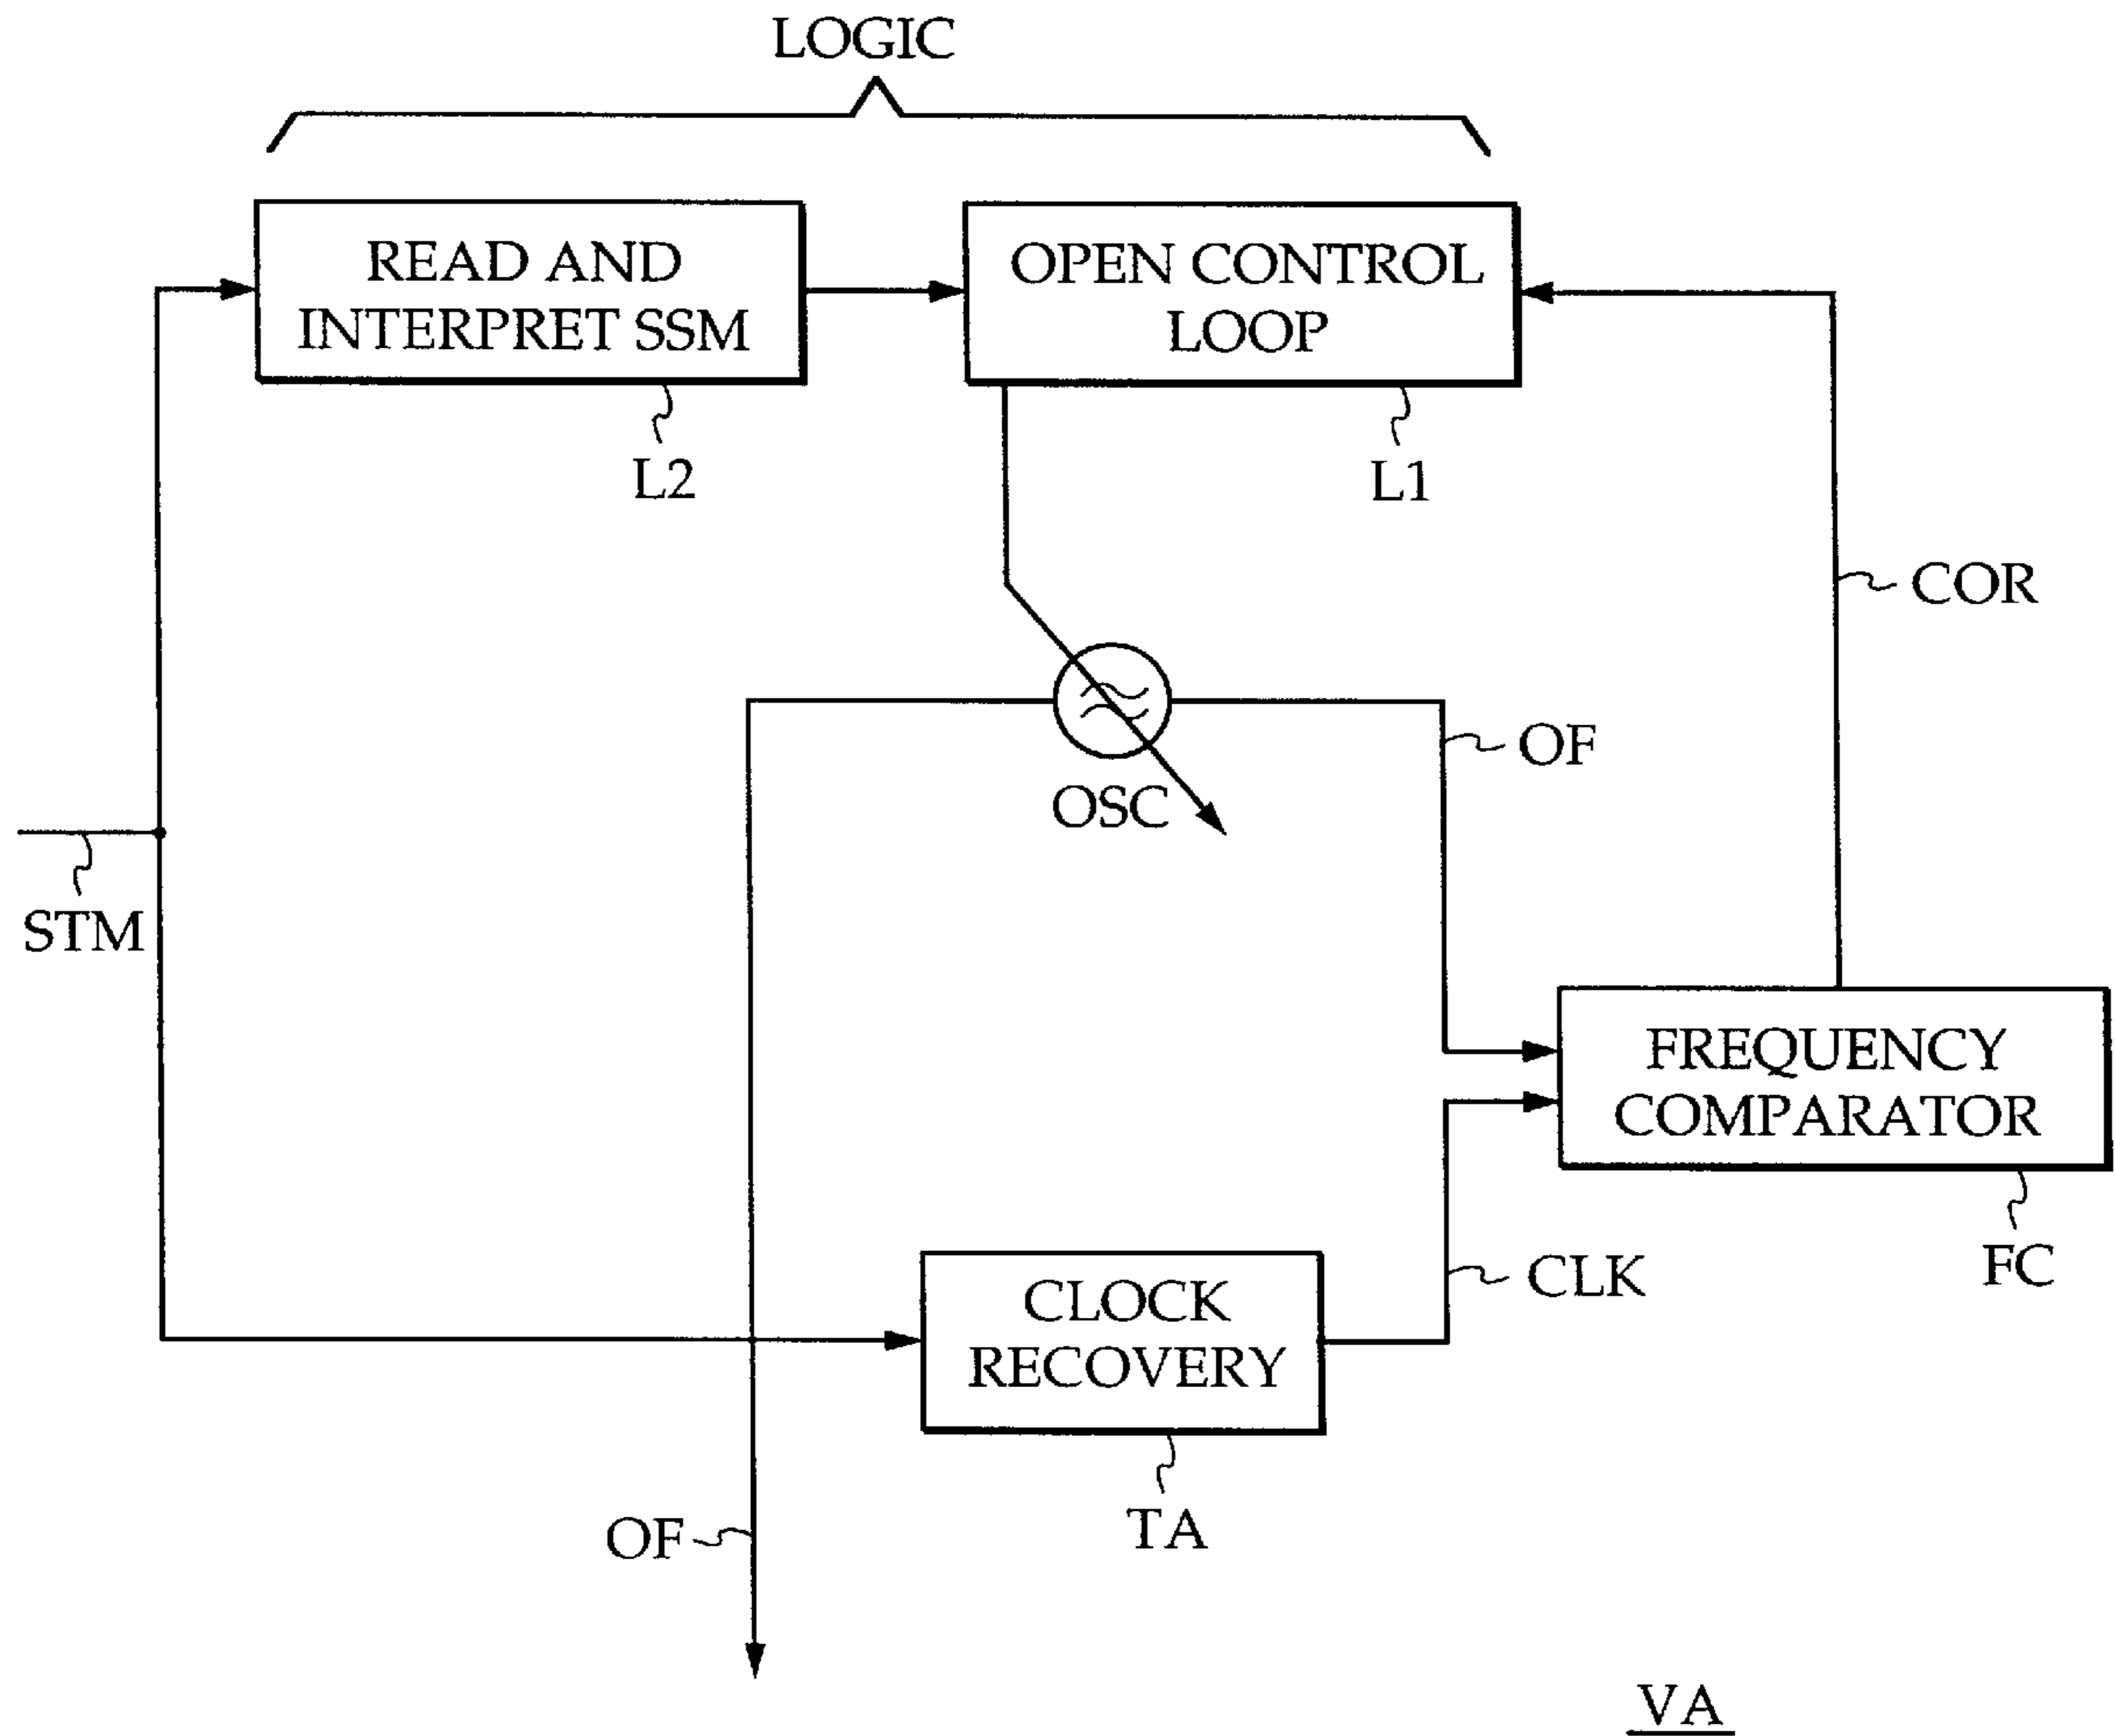 LOGIC
READ AND
INTERPRET SSM
OPEN CONTROL
LOOP
L2
L1
COR
OF
OSC
STM
FREQUENCY
COMPARATOR
FC
CLK
CLOCK
RECOVERY
TA
OF
VA